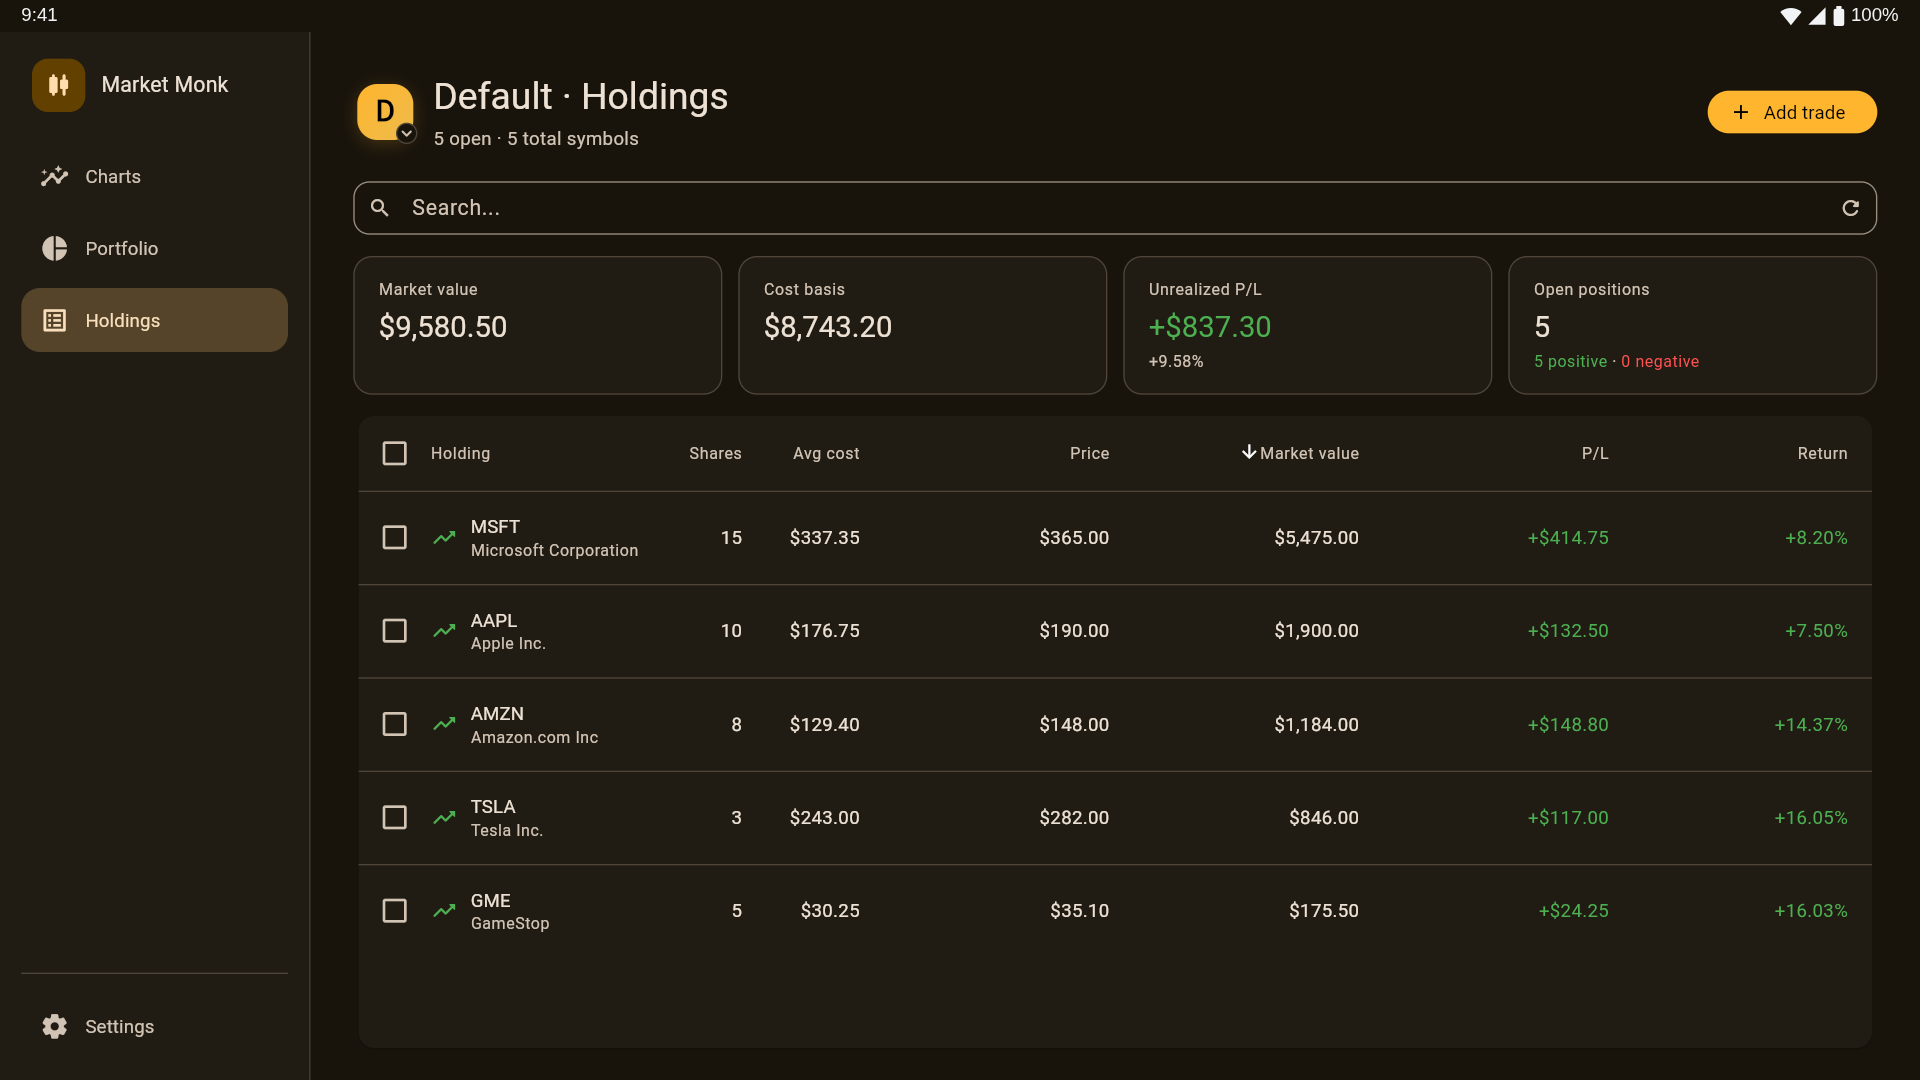 9:41
100%
Market Monk
Charts
Portfolio
Holdings
Settings
D
Default · Holdings
5 open · 5 total symbols
Add trade
Search...
Market value
$9,580.50
Cost basis
$8,743.20
Unrealized P/L
+$837.30
+9.58%
Open positions
5
5 positive · 0 negative
Holding Shares Avg cost Price Market value P/L Return
MSFT
Microsoft Corporation
15 $337.35 $365.00 $5,475.00 +$414.75 +8.20%
AAPL
Apple Inc.
10 $176.75 $190.00 $1,900.00 +$132.50 +7.50%
AMZN
Amazon.com Inc
8 $129.40 $148.00 $1,184.00 +$148.80 +14.37%
TSLA
Tesla Inc.
3 $243.00 $282.00 $846.00 +$117.00 +16.05%
GME
GameStop
5 $30.25 $35.10 $175.50 +$24.25 +16.03%